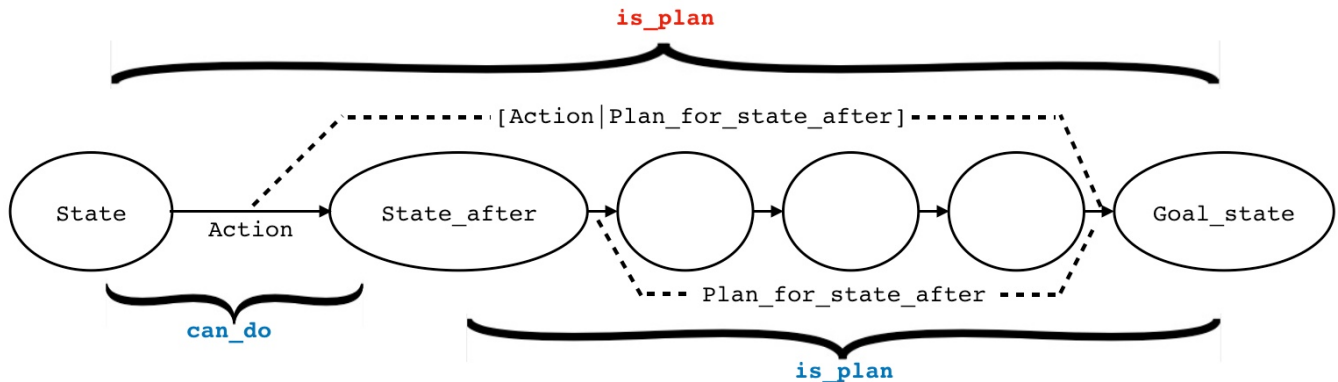 is_plan
[Action|Plan_for_state_after]
State
State_after
Goal_state
Action
Plan_for_state_after
can_do
is_plan